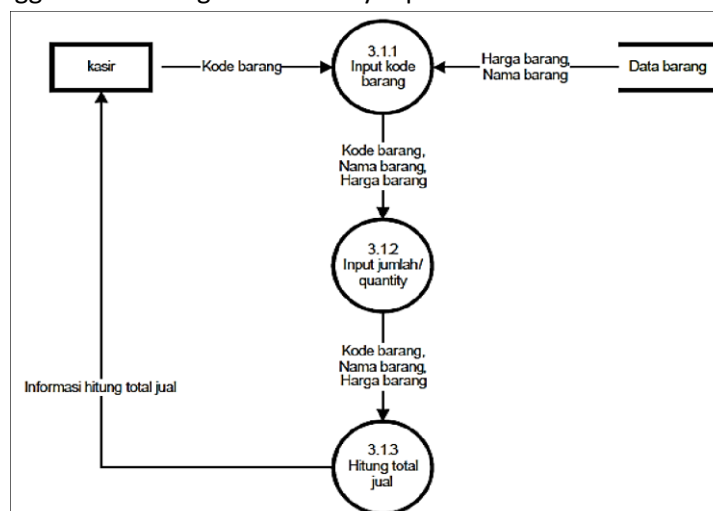 kasir
Kode barang
3.1.1
Input kode
barang
Harga barang,
Nama barang
Data barang
Kode barang,
Nama barang,
Harga barang
3.1.2
Input jumlah/
quantity
Kode barang,
Nama barang,
Harga barang
Informasi hitung total jual
3.1.3
Hitung total
jual